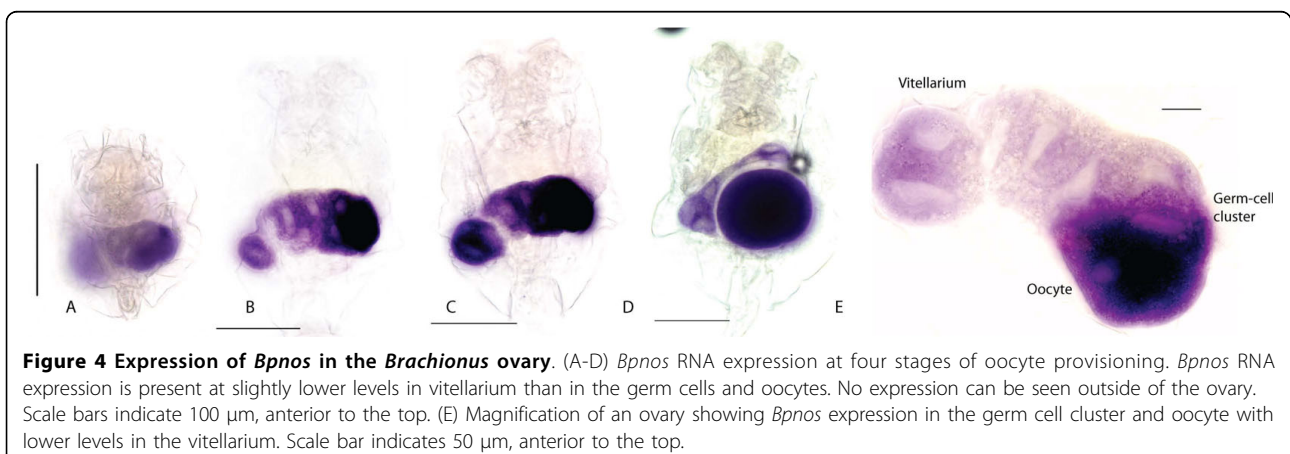 Vitellarium
Germ-cell
cluster
Oocyte
A
B
C
D
E
Figure 4 Expression of Bpnos in the Brachionus ovary. (A-D) Bpnos RNA expression at four stages of oocyte provisioning. Bpnos RNA
expression is present at slightly lower levels in vitellarium than in the germ cells and oocytes. No expression can be seen outside of the ovary.
Scale bars indicate 100 μm, anterior to the top. (E) Magnification of an ovary showing Bpnos expression in the germ cell cluster and oocyte with
lower levels in the vitellarium. Scale bar indicates 50 μm, anterior to the top.